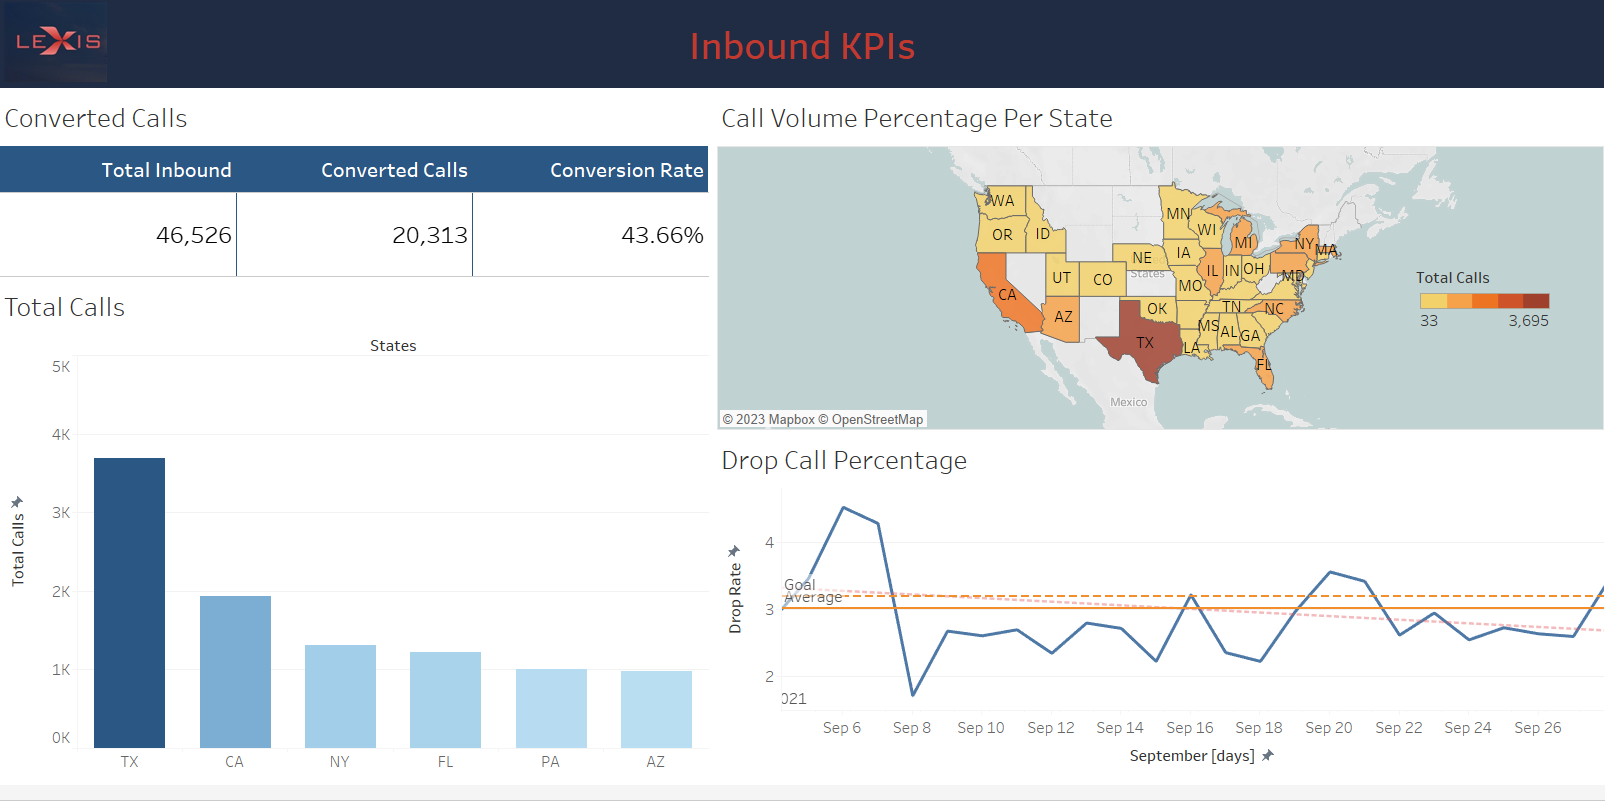 LEXIS
Inbound KPIs
Converted Calls
Total Inbound Converted Calls Conversion Rate
46,526 20,313 43.66%
Total Calls
States
5K
4K
3K
2K
1K
0K
Total Calls
TX CA NY FL PA AZ
Call Volume Percentage Per State
WA
OR ID
MN
WI
MI
NY MA
NE IA
States
IL IN OH
MD
UT CO MO
CA
AZ OK TN NC
MS AL GA
TX LA
FL
Mexico
© 2023 Mapbox © OpenStreetMap
Total Calls
33 3,695
Drop Call Percentage
4
3
2
Drop Rate
Goal
Average
021
Sep 6 Sep 8 Sep 10 Sep 12 Sep 14 Sep 16 Sep 18 Sep 20 Sep 22 Sep 24 Sep 26
September [days]